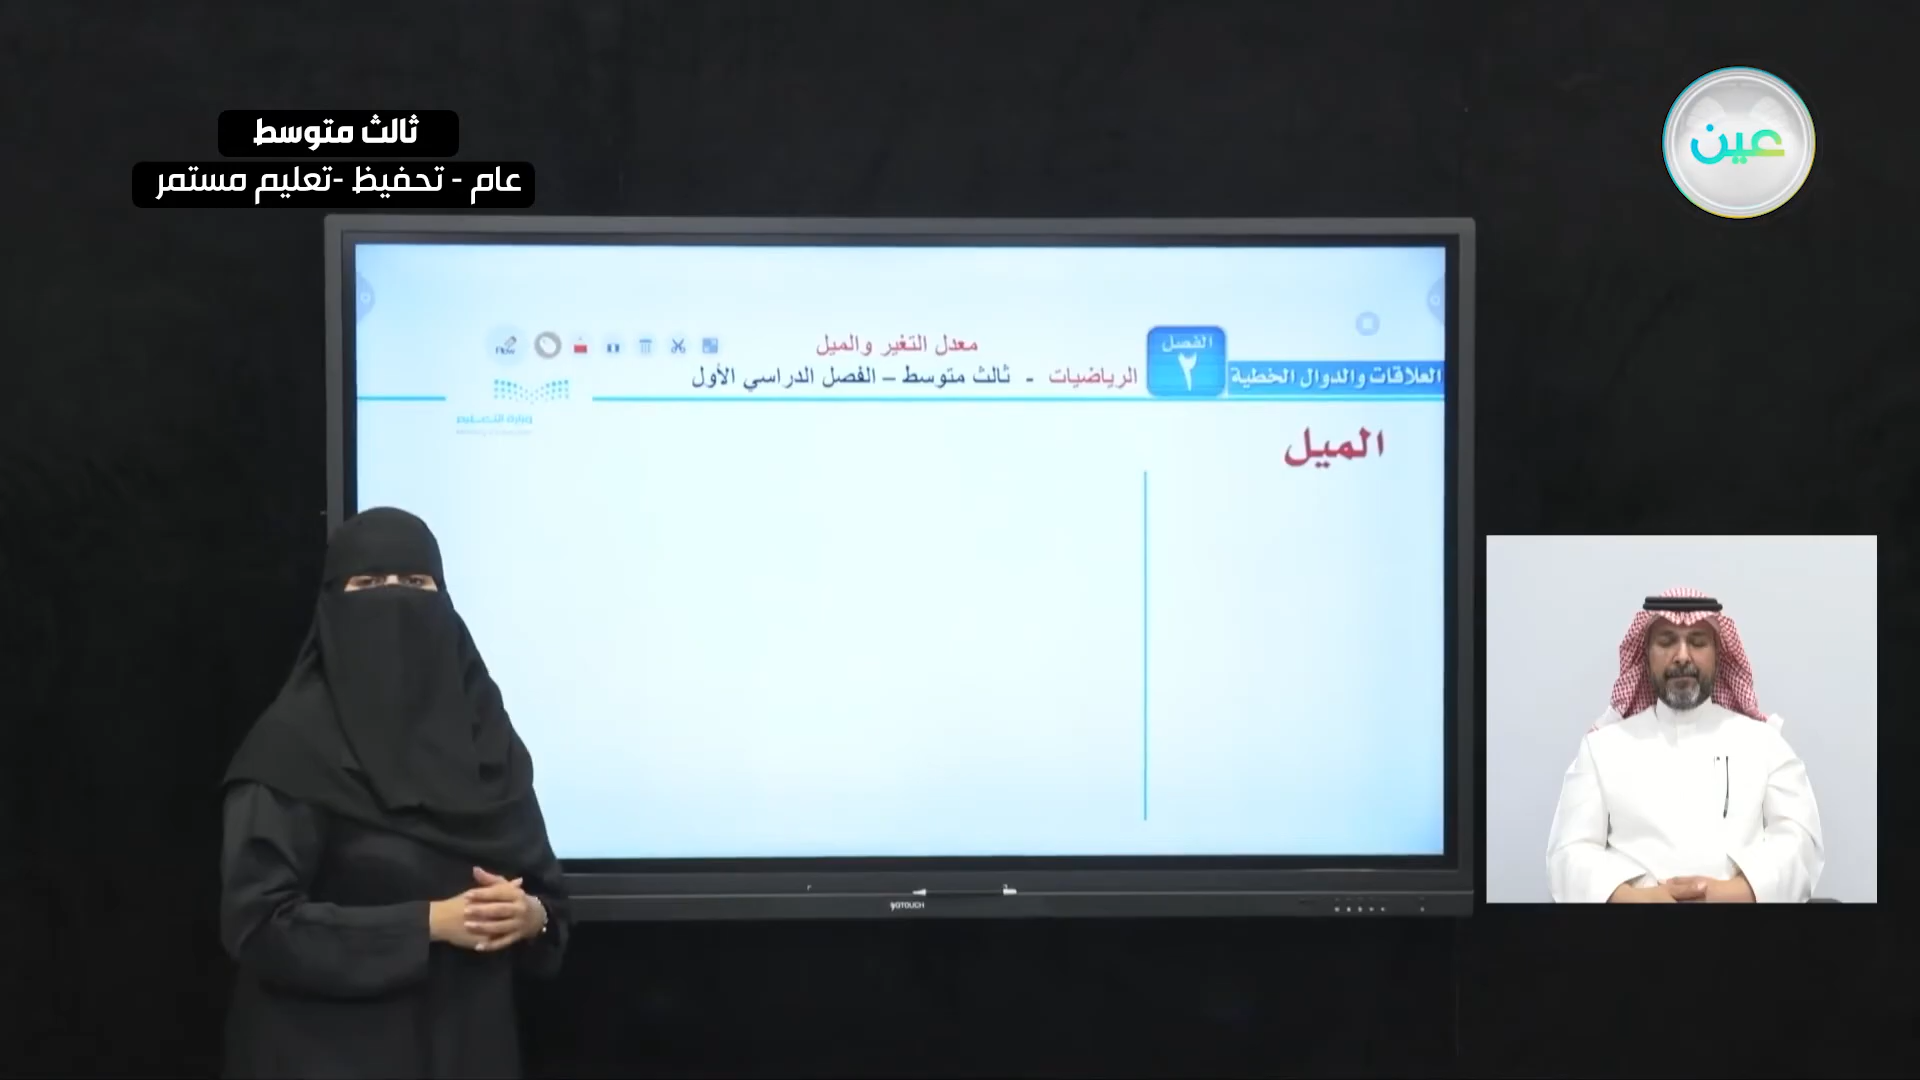 ثالث متوسط
عام - تحفيظ -تعليم مستمر
عين
معدل التغير والميل
الفصل
٢
العلاقات والدوال الخطية
الرياضيات - ثالث متوسط – الفصل الدراسي الأول
وزارة التعليم
الميل